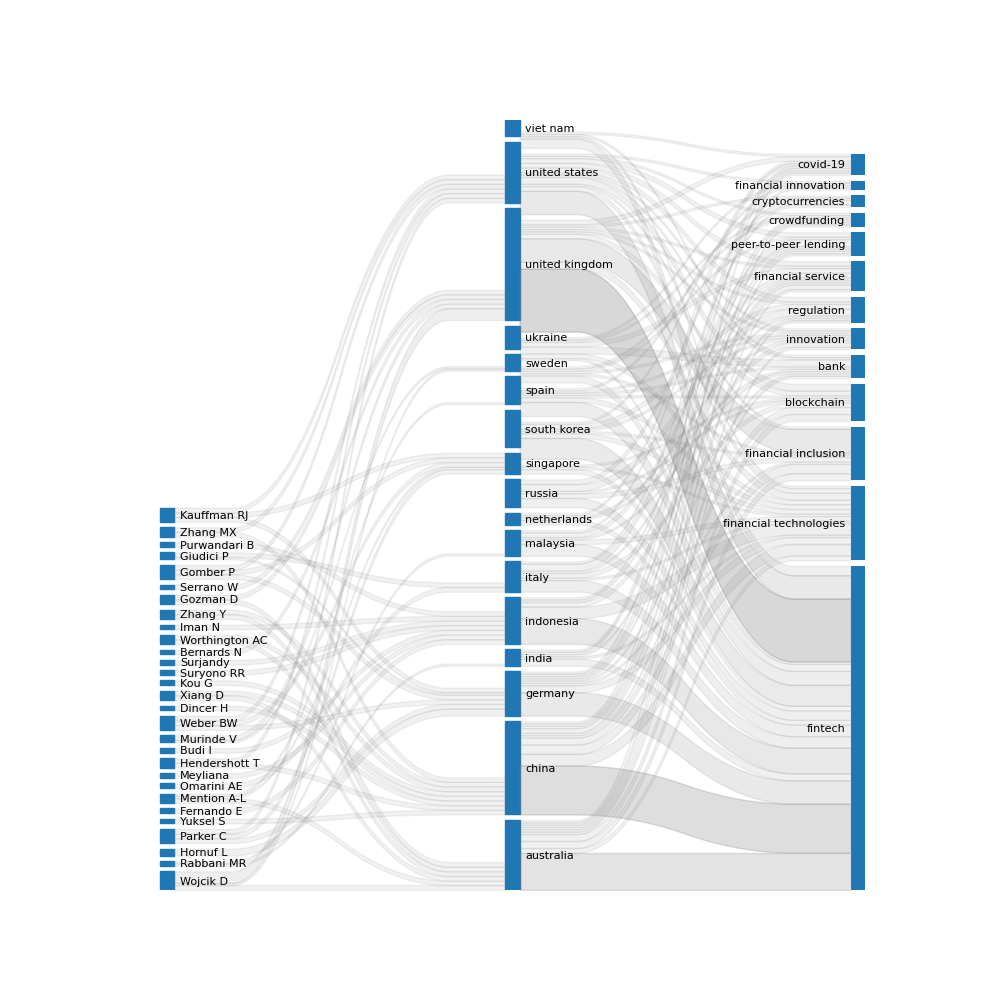 Kauffman RJ
Zhang MX
Purwandari B
Giudici P
Gomber P
Serrano W
Gozman D
Zhang Y
Iman N
Worthington AC
Bernards N
Surjandy
Suryono RR
Kou G
Xiang D
Dincer H
Weber BW
Murinde V
Budi I
Hendershott T
Meyliana
Omarini AE
Mention A-L
Fernando E
Yuksel S
Parker C
Hornuf L
Rabbani MR
Wojcik D
viet nam
united states
united kingdom
ukraine
sweden
spain
south korea
singapore
russia
netherlands
malaysia
italy
indonesia
india
germany
china
australia
covid-19
financial innovation
cryptocurrencies
crowdfunding
peer-to-peer lending
financial service
regulation
innovation
bank
blockchain
financial inclusion
financial technologies
fintech